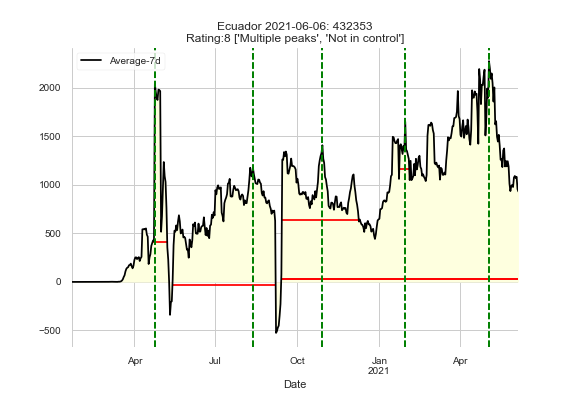 Ecuador 2021-06-06: 432353
Rating:8 ['Multiple peaks', 'Not in control']
Average-7d
2000
1500
1000
500
0
−500
Apr
Jul
Oct
Jan
2021
Apr
Date